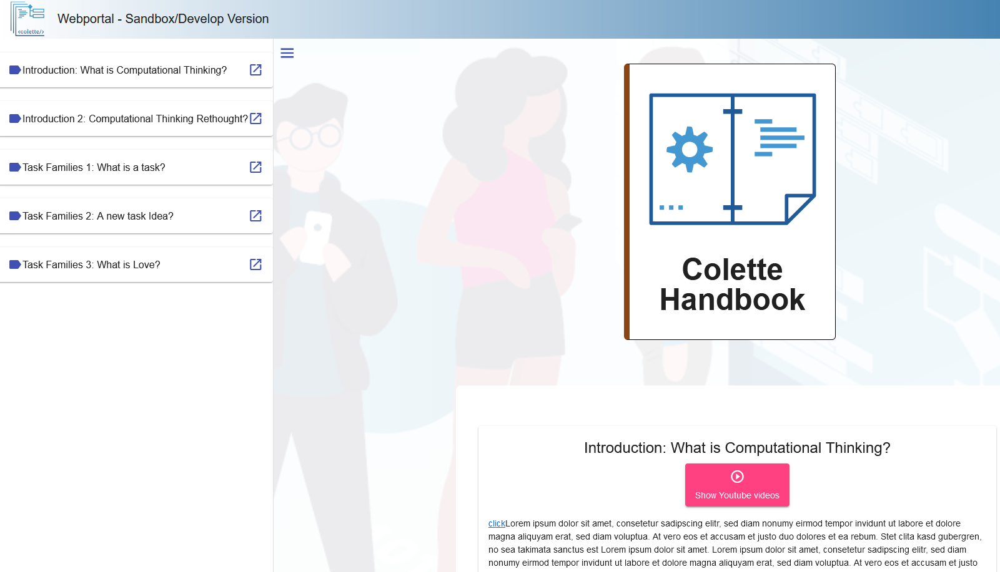 <colette/>
Webportal - Sandbox/Develop Version
Introduction: What is Computational Thinking?
Introduction 2: Computational Thinking Rethought?
Task Families 1: What is a task?
Task Families 2: A new task Idea?
Task Families 3: What is Love?
Colette
Handbook
Introduction: What is Computational Thinking?
Show Youtube videos
clickLorem ipsum dolor sit amet, consetetur sadipscing elitr, sed diam nonumy eirmod tempor invidunt ut labore et dolore
magna aliquyam erat, sed diam voluptua. At vero eos et accusam et justo duo dolores et ea rebum. Stet clita kasd gubergren,
no sea takimata sanctus est Lorem ipsum dolor sit amet. Lorem ipsum dolor sit amet, consetetur sadipscing elitr, sed diam
nonumy eirmod tempor invidunt ut labore et dolore magna aliquyam erat, sed diam voluptua. At vero eos et accusam et justo